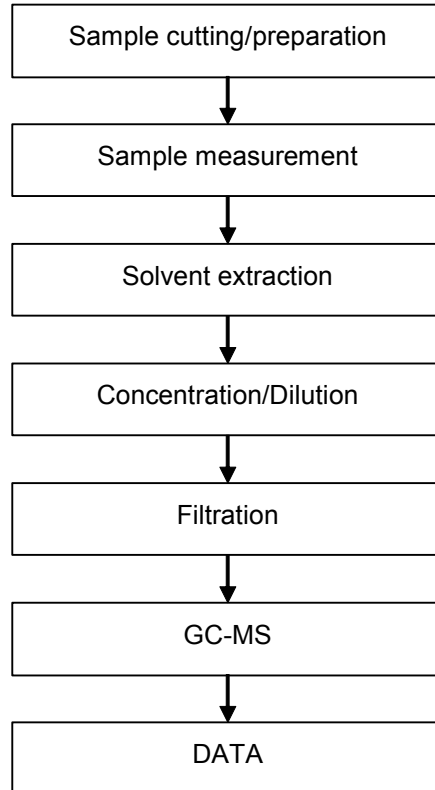 Sample cutting/preparation
Sample measurement
Solvent extraction
Concentration/Dilution
Filtration
GC-MS
DATA